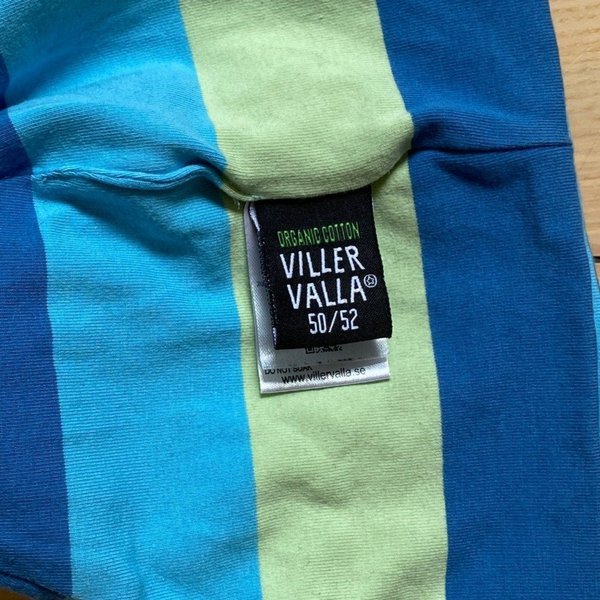 ORGANIC COTTON
VILLER
VALLA
50/52
DO NOT SOAK
www.villervalla.se